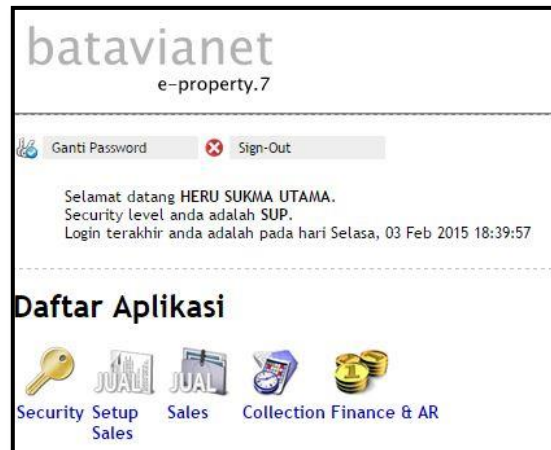 batavianet
e-property.7
Ganti Password Sign-Out
Selamat datang HERU SUKMA UTAMA.
Security level anda adalah SUP.
Login terakhir anda adalah pada hari Selasa, 03 Feb 2015 18:39:57
Daftar Aplikasi
JUAL JUAL
Security Setup Sales Collection Finance & AR
Sales